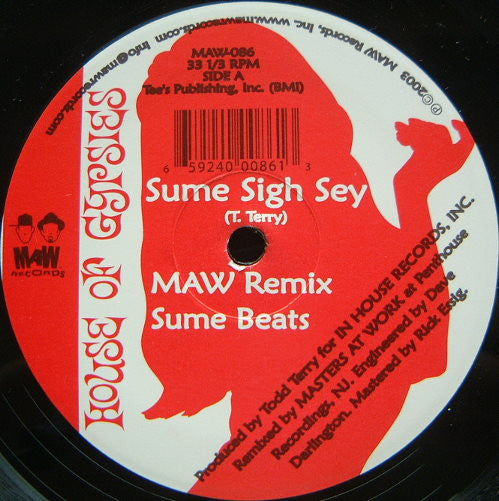 www.mawrecords.com info@mawrecords.com
℗©2003 MAW Records, Inc.
MAW-086
33 1/3 RPM
SIDE A
Tee's Publishing, Inc. (BMI)
6 59240 00861 3
HOUSE OF GYPSIES
MAW
RECORDS
Sume Sigh Sey
(T. Terry)
MAW Remix
Sume Beats
Produced by Todd Terry for IN HOUSE RECORDS, INC.
Remixed by MASTERS AT WORK at Penthouse
Recordings, NJ. Engineered by Dave
Darlington. Mastered by Rick Essig.